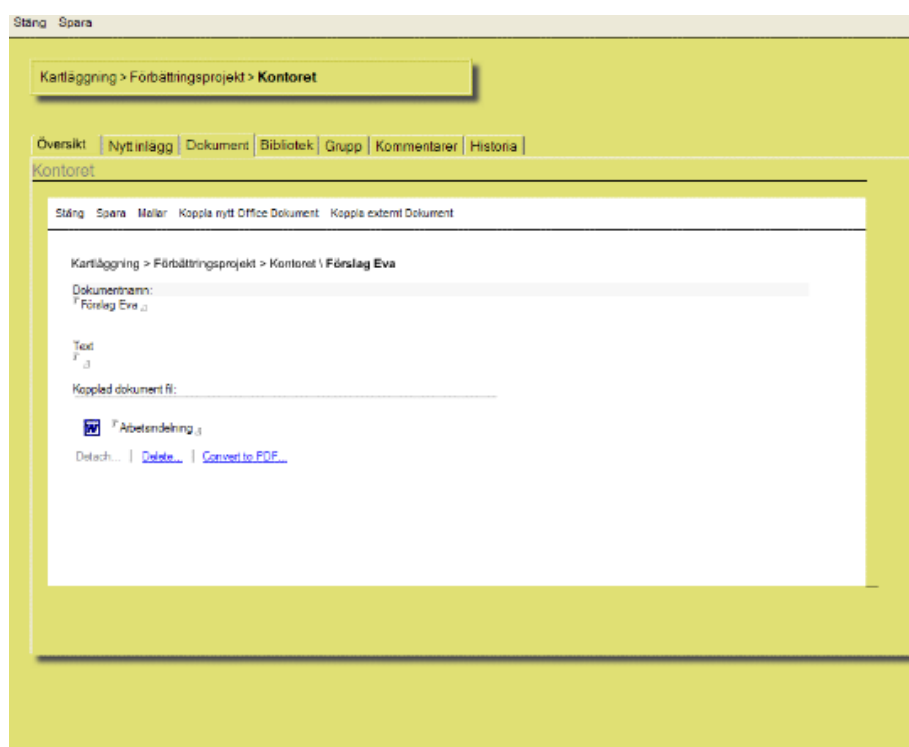 Stäng Spara
Kartläggning > Förbättringsprojekt > Kontoret
Översikt Nytt inlägg Dokument Bibliotek Grupp Kommentarer Historia
Kontoret
Stäng Spara Mallar Koppla nytt Office Dokument Koppla externt Dokument
Kartläggning > Förbättringsprojekt > Kontoret \ Förslag Eva
Dokumentnamn:
Förslag Eva
Text
Kopplad dokument fil:
W Arbetsindelning
Detach... | Delete... | Convert to PDF...